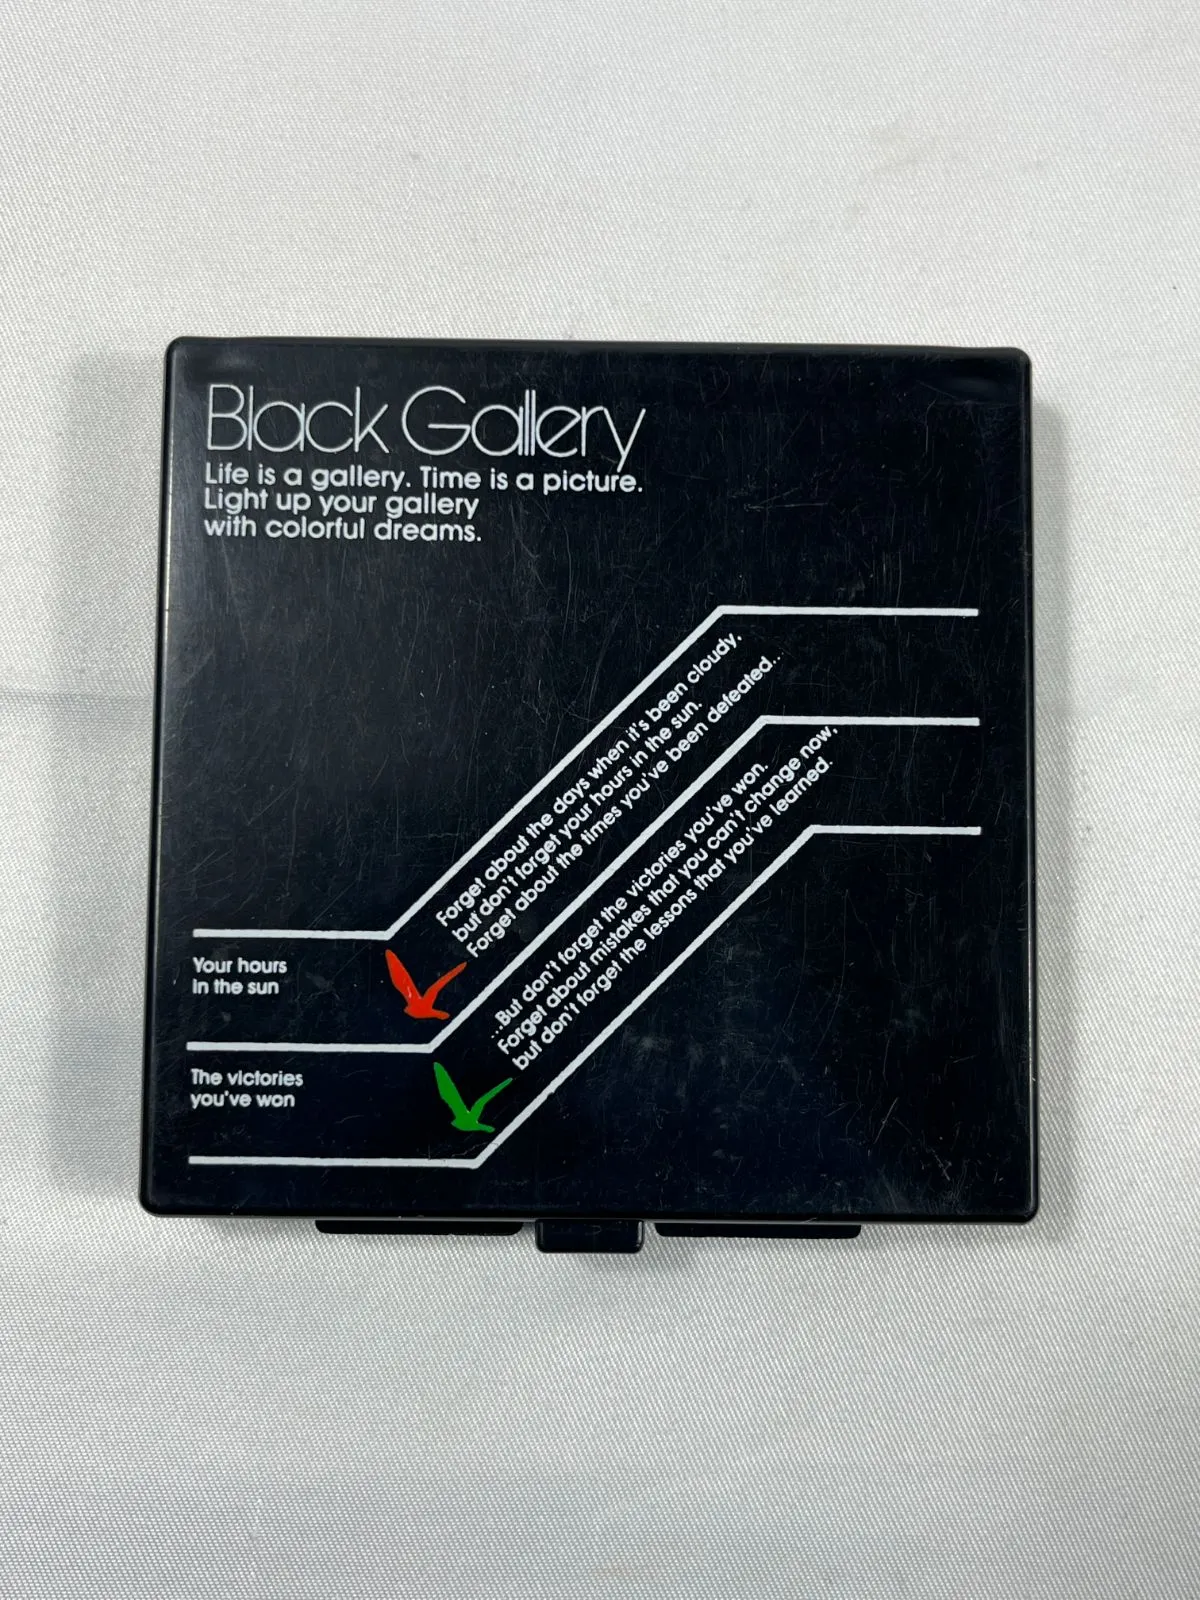 Black Gallery
Life is a gallery. Time is a picture.
Light up your gallery
with colorful dreams.
Forget about the days when it's been cloudy,
but don't forget your hours in the sun.
Forget about the times you've been defeated...
...But don't forget the victories you've won.
Forget about mistakes that you can't change now,
but don't forget the lessons that you've learned.
Your hours
in the sun
The victories
you've won